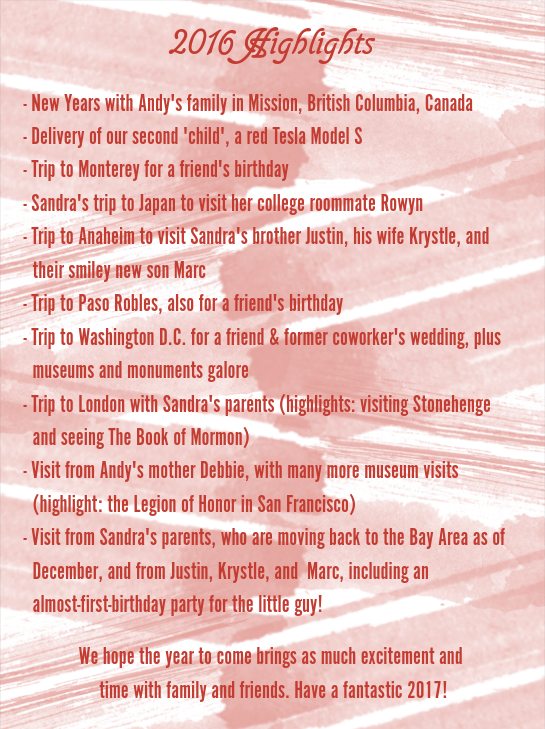 2016 Highlights
- New Years with Andy's family in Mission, British Columbia, Canada
- Delivery of our second 'child', a red Tesla Model S
- Trip to Monterey for a friend's birthday
- Sandra's trip to Japan to visit her college roommate Rowyn
- Trip to Anaheim to visit Sandra's brother Justin, his wife Krystle, and
their smiley new son Marc
- Trip to Paso Robles, also for a friend's birthday
- Trip to Washington D.C. for a friend & former coworker's wedding, plus
museums and monuments galore
- Trip to London with Sandra's parents (highlights: visiting Stonehenge
and seeing The Book of Mormon)
- Visit from Andy's mother Debbie, with many more museum visits
(highlight: the Legion of Honor in San Francisco)
- Visit from Sandra's parents, who are moving back to the Bay Area as of
December, and from Justin, Krystle, and  Marc, including an
almost-first-birthday party for the little guy!
We hope the year to come brings as much excitement and
time with family and friends. Have a fantastic 2017!